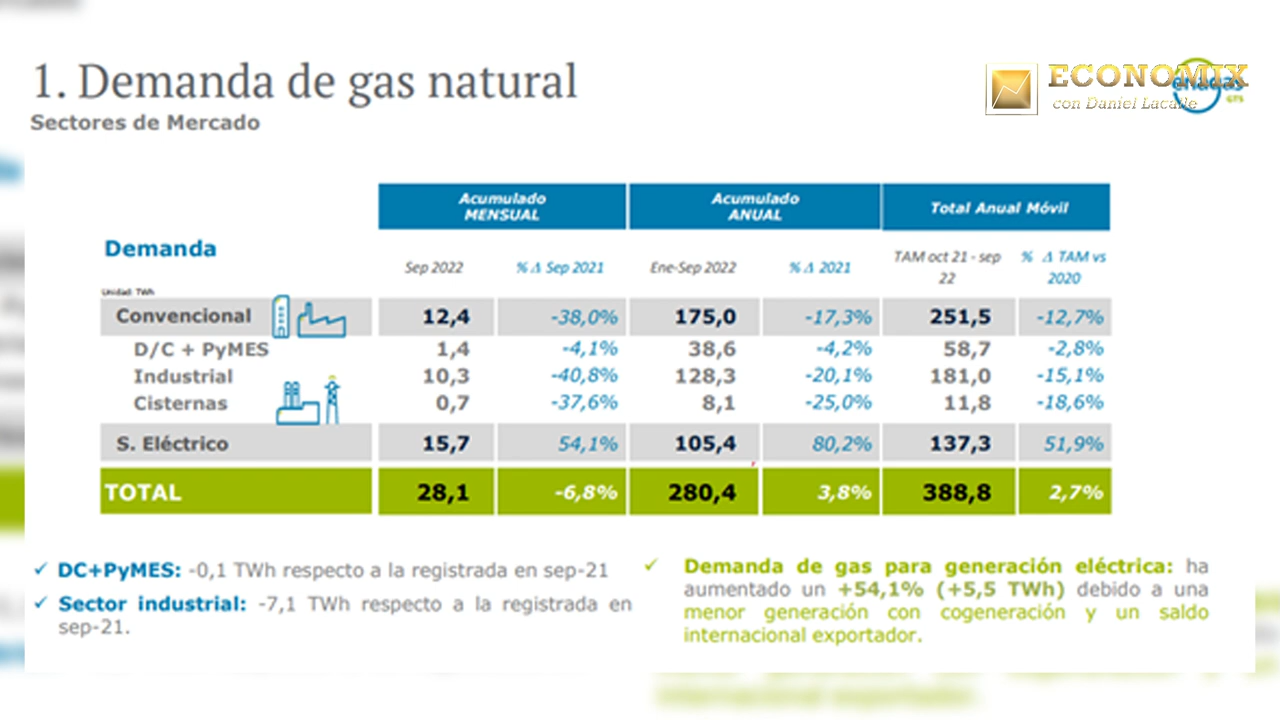 1. Demanda de gas natural
Sectores de Mercado
ECONOMIX
con Daniel Lacalle
enagas
GTS
Acumulado MENSUAL Acumulado ANUAL Total Anual Móvil
Demanda
Sep 2022 % Δ Sep 2021 Ene-Sep 2022 % Δ 2021 TAM oct 21 - sep 22 % Δ TAM vs 2020
Unidad: TWh
Convencional 12,4 -38,0% 175,0 -17,3% 251,5 -12,7%
D/C + PyMES 1,4 -4,1% 38,6 -4,2% 58,7 -2,8%
Industrial 10,3 -40,8% 128,3 -20,1% 181,0 -15,1%
Cisternas 0,7 -37,6% 8,1 -25,0% 11,8 -18,6%
S. Eléctrico 15,7 54,1% 105,4 80,2% 137,3 51,9%
TOTAL 28,1 -6,8% 280,4 3,8% 388,8 2,7%
✓ DC+PyMES: -0,1 TWh respecto a la registrada en sep-21
✓ Sector industrial: -7,1 TWh respecto a la registrada en
sep-21.
✓ Demanda de gas para generación eléctrica: ha
aumentado un +54,1% (+5,5 TWh) debido a una
menor generación con cogeneración y un saldo
internacional exportador.